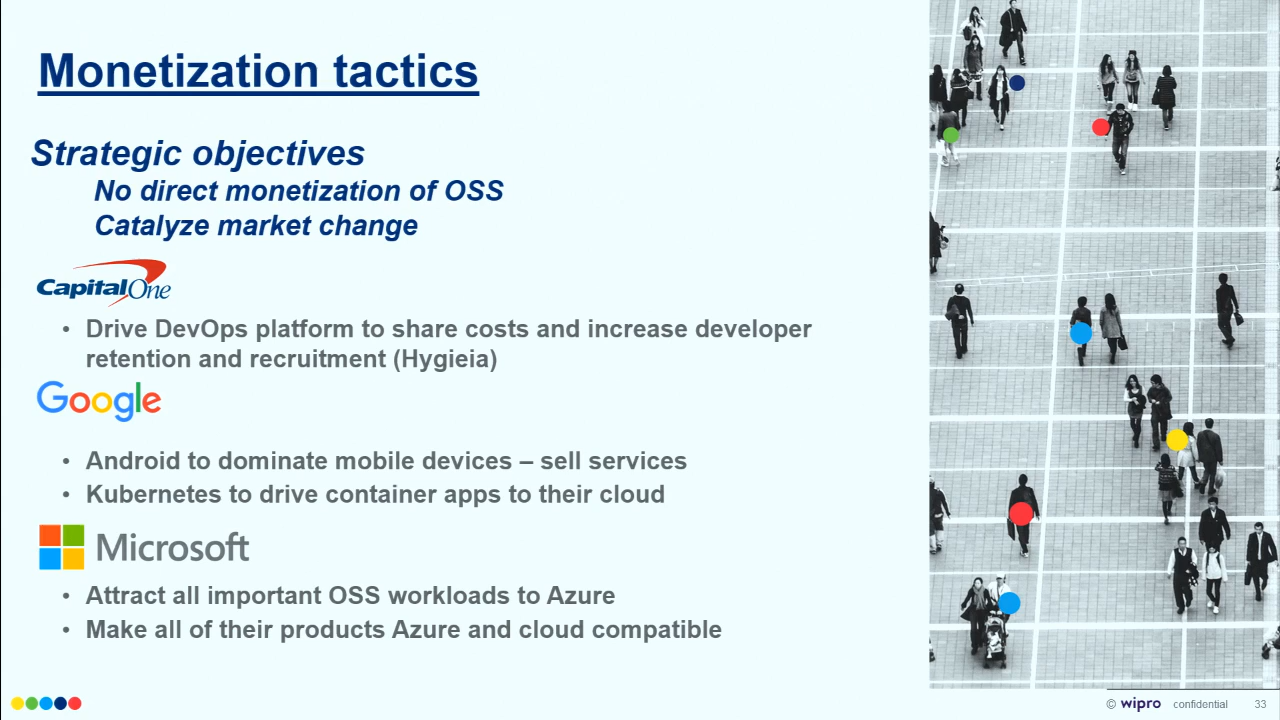 Monetization tactics
Strategic objectives
No direct monetization of OSS
Catalyze market change
CapitalOne
• Drive DevOps platform to share costs and increase developer
retention and recruitment (Hygieia)
Google
• Android to dominate mobile devices – sell services
• Kubernetes to drive container apps to their cloud
Microsoft
• Attract all important OSS workloads to Azure
• Make all of their products Azure and cloud compatible
© wipro confidential 33